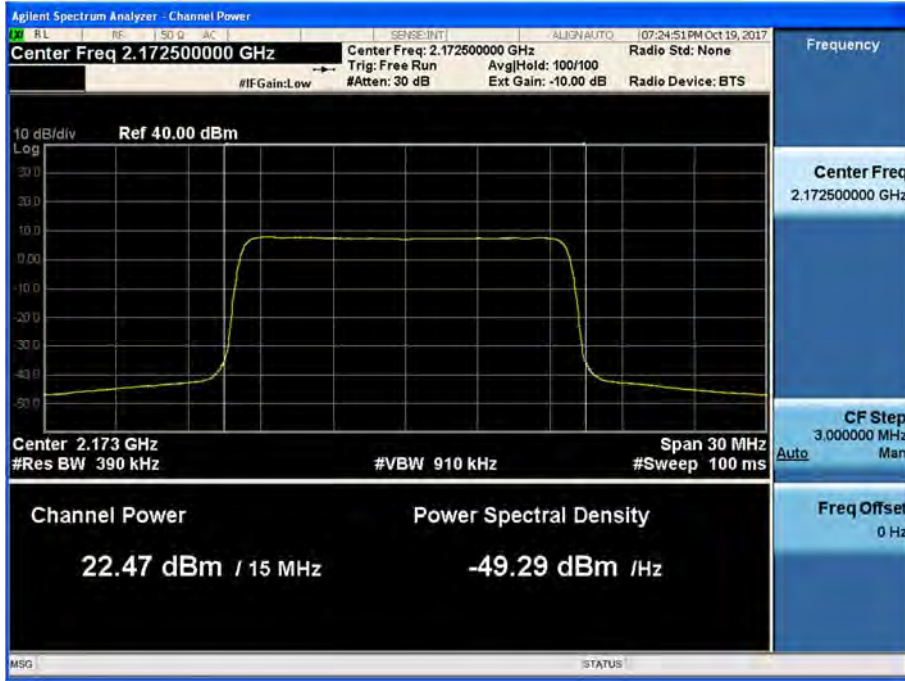 Agilent Spectrum Analyzer - Channel Power
RL RF 50 Ω AC SENSE:INT ALIGN AUTO 07:24:51 PM Oct 19, 2017
Center Freq 2.172500000 GHz
Center Freq: 2.172500000 GHz Radio Std: None
Trig: Free Run Avg|Hold: 100/100
#IFGain:Low #Atten: 30 dB Ext Gain: -10.00 dB Radio Device: BTS
10 dB/div Ref 40.00 dBm
Log
30.0
20.0
10.0
0.00
-10.0
-20.0
-30.0
-40.0
-50.0
Center 2.173 GHz Span 30 MHz
#Res BW 390 kHz #VBW 910 kHz #Sweep 100 ms
Channel Power Power Spectral Density
22.47 dBm / 15 MHz -49.29 dBm /Hz
MSG STATUS
Frequency
Center Freq
2.172500000 GHz
CF Step
3.000000 MHz
Auto Man
Freq Offset
0 Hz